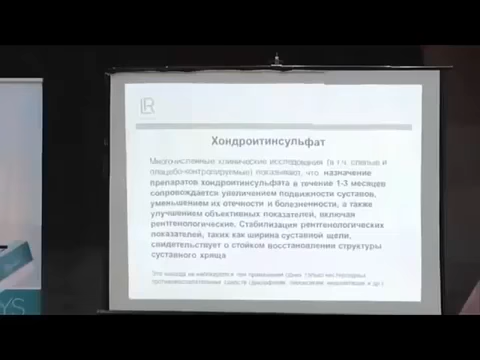 LR
Хондроитинсульфат
Многочисленные клинические исследования (в т.ч. слепые и
плацебо-контролируемые) показывают, что назначение
препаратов хондроитинсульфата в течение 1-3 месяцев
сопровождается увеличением подвижности суставов,
уменьшением их отечности и болезненности, а также
улучшением объективных показателей, включая
рентгенологические. Стабилизация рентгенологических
показателей, таких как ширина суставной щели,
свидетельствует о стойком восстановлении структуры
суставного хряща
YS